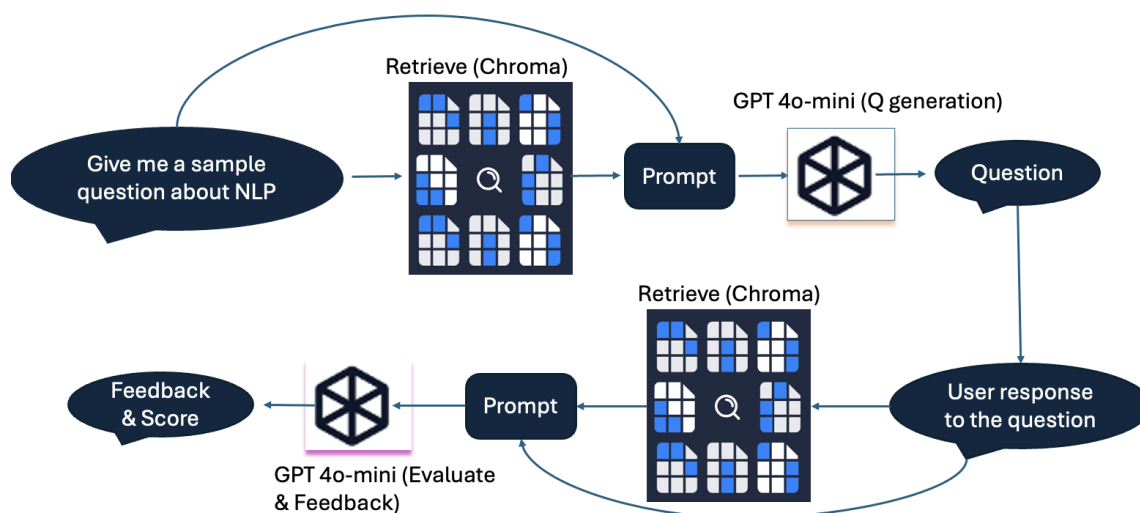 Retrieve (Chroma)
GPT 4o-mini (Q generation)
Give me a sample
question about NLP
Prompt
Question
Retrieve (Chroma)
Feedback
& Score
Prompt
User response
to the question
GPT 4o-mini (Evaluate
& Feedback)